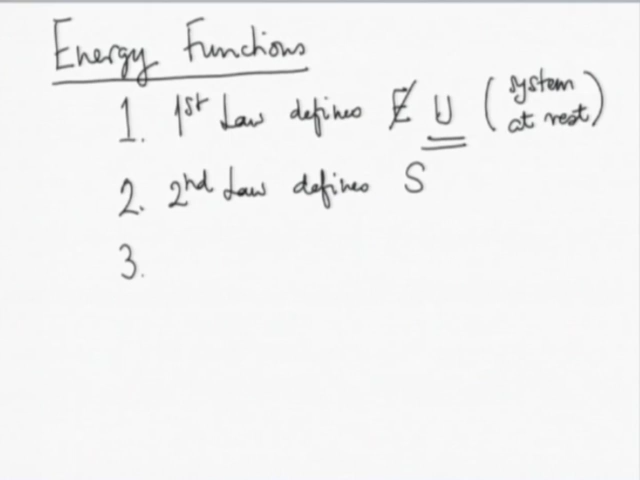 Energy Functions
1. 1st Law defines E U (system at rest)
2. 2nd Law defines S
3.